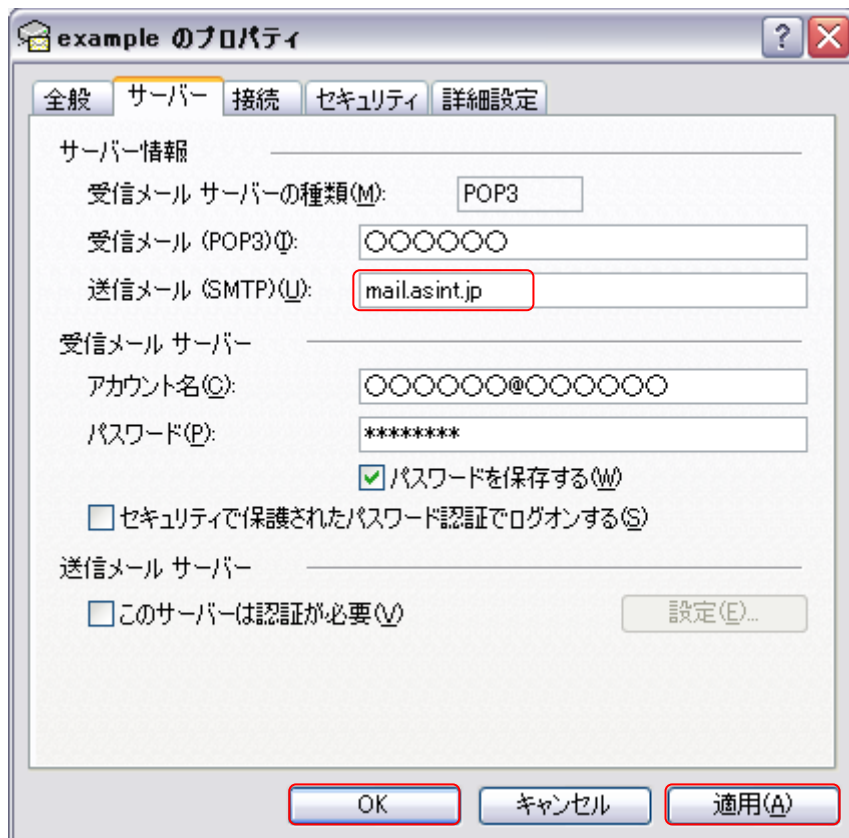 example のプロパティ
全般 サーバー 接続 セキュリティ 詳細設定
サーバー情報
受信メール サーバーの種類(M): POP3
受信メール (POP3)(I): 〇〇〇〇〇〇
送信メール (SMTP)(U): mail.asint.jp
受信メール サーバー
アカウント名(C): 〇〇〇〇〇〇@〇〇〇〇〇〇
パスワード(P): ********
パスワードを保存する(W)
セキュリティで保護されたパスワード認証でログオンする(S)
送信メール サーバー
このサーバーは認証が必要(V) 設定(E)...
OK キャンセル 適用(A)